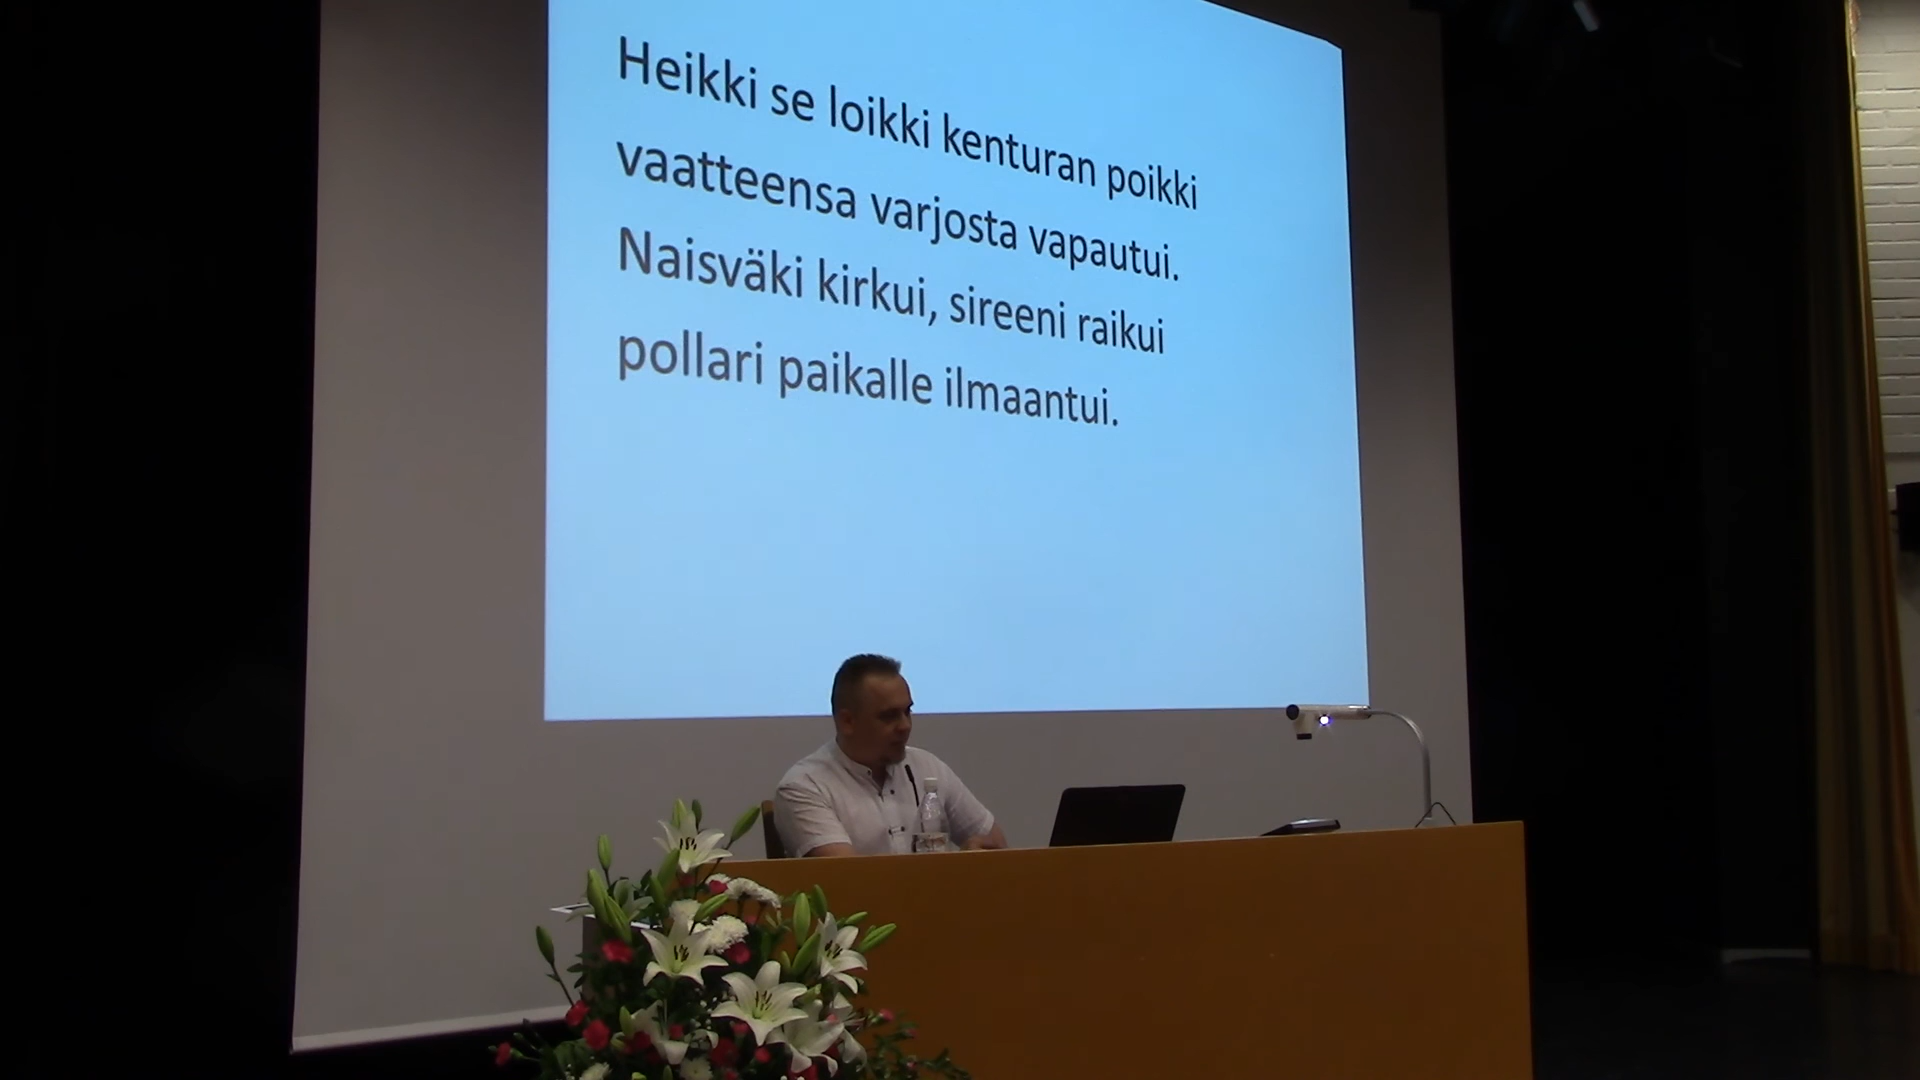 Heikki se loikki kenturan poikki
vaatteensa varjosta vapautui.
Naisväki kirkui, sireeni raikui
pollari paikalle ilmaantui.